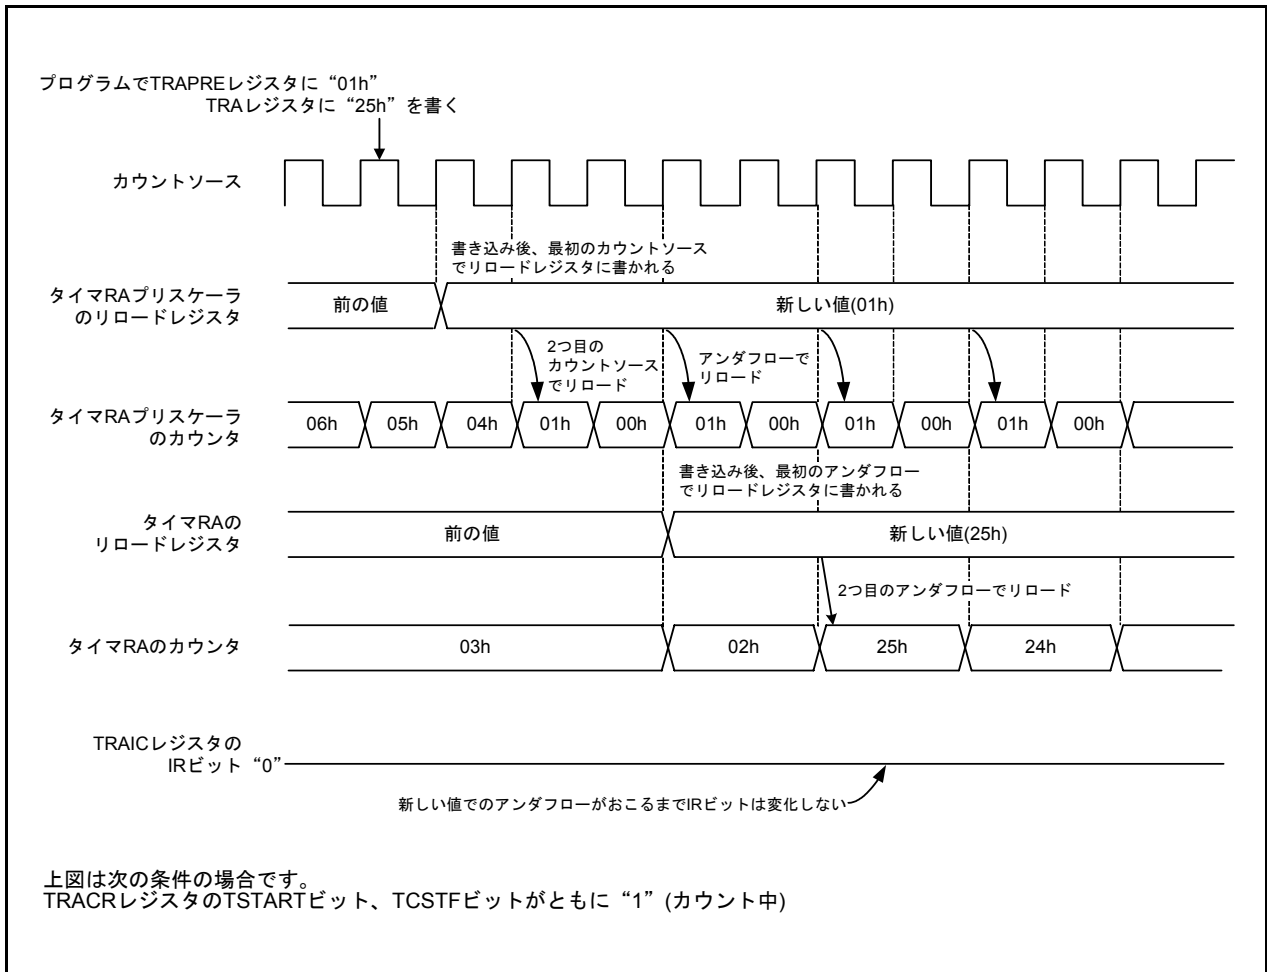 プログラムでTRAPREレジスタに“01h”
TRAレジスタに“25h”を書く
カウントソース
書き込み後、最初のカウントソース
でリロードレジスタに書かれる
タイマRAプリスケーラ
のリロードレジスタ
前の値
新しい値(01h)
2つ目の
カウントソース
でリロード
アンダフローで
リロード
タイマRAプリスケーラ
のカウンタ
06h 05h 04h 01h 00h 01h 00h 01h 00h 01h 00h
書き込み後、最初のアンダフロー
でリロードレジスタに書かれる
タイマRAの
リロードレジスタ
前の値
新しい値(25h)
2つ目のアンダフローでリロード
タイマRAのカウンタ
03h 02h 25h 24h
TRAICレジスタの
IRビット “0”
新しい値でのアンダフローがおこるまでIRビットは変化しない
上図は次の条件の場合です。
TRACRレジスタのTSTARTビット、TCSTFビットがともに“1”(カウント中)